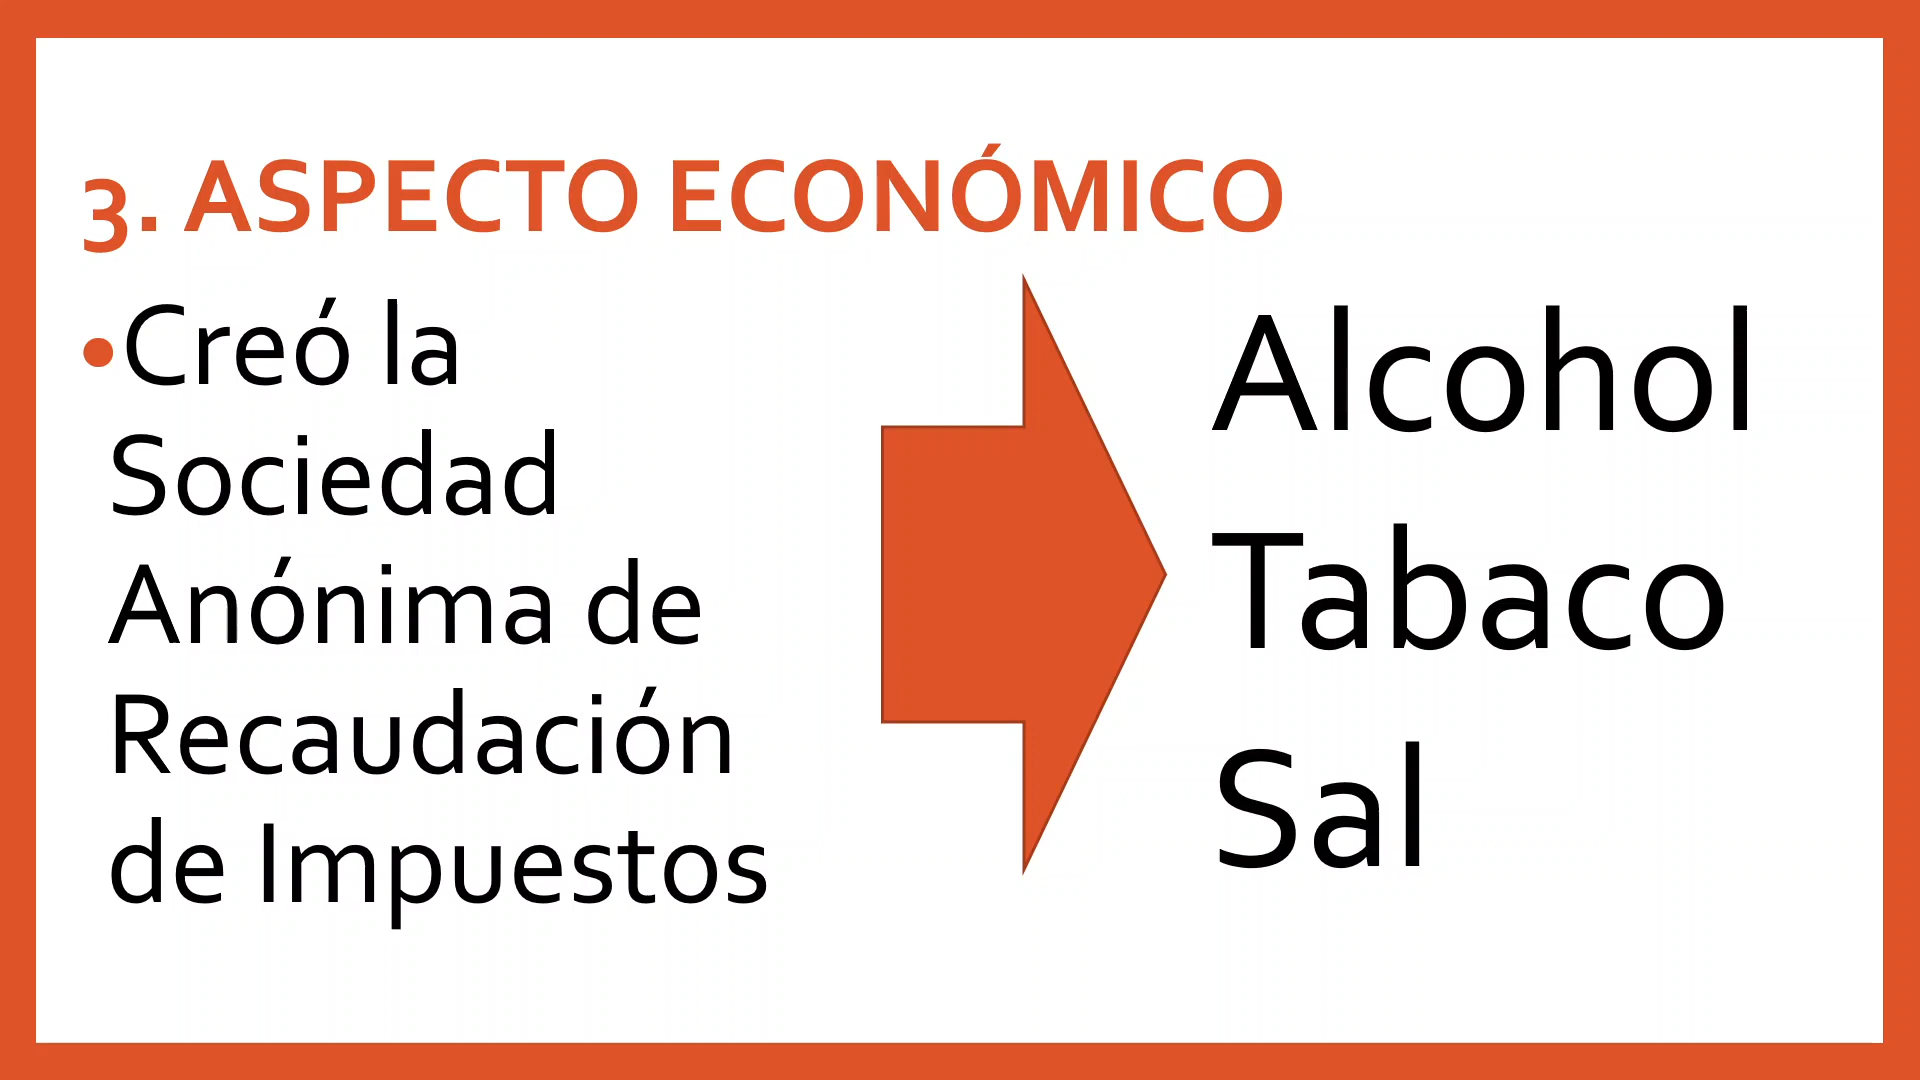 3. ASPECTO ECONÓMICO
•Creó la
Sociedad
Anónima de
Recaudación
de Impuestos
Alcohol
Tabaco
Sal